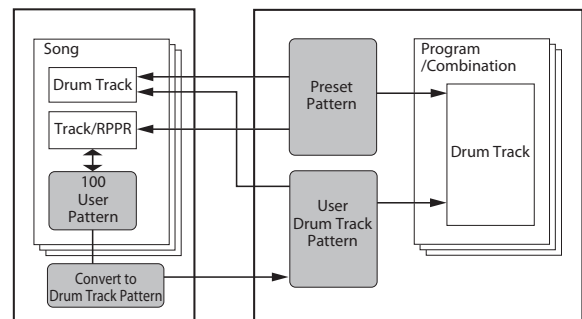 Song
Drum Track
Track/RPPR
100
User
Pattern
Convert to
Drum Track Pattern
Preset
Pattern
User
Drum Track
Pattern
Program
/Combination
Drum Track